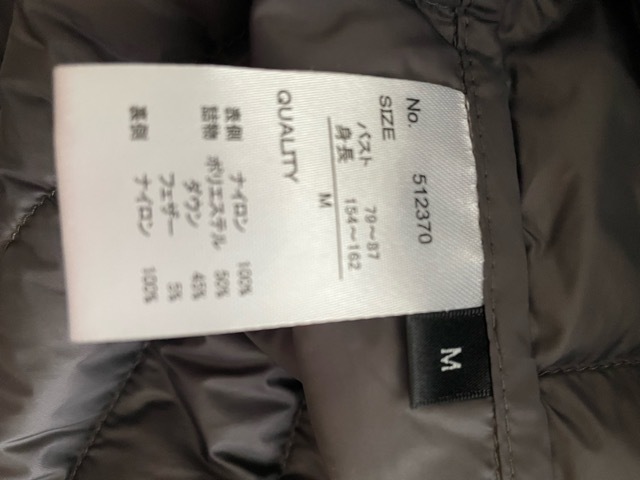 No. 512370
SIZE
バスト 79～87
身長 154～162
M
QUALITY
表側 ナイロン 100%
詰物 ポリエステル 50%
ダウン 45%
フェザー 5%
裏側 ナイロン 100%
M